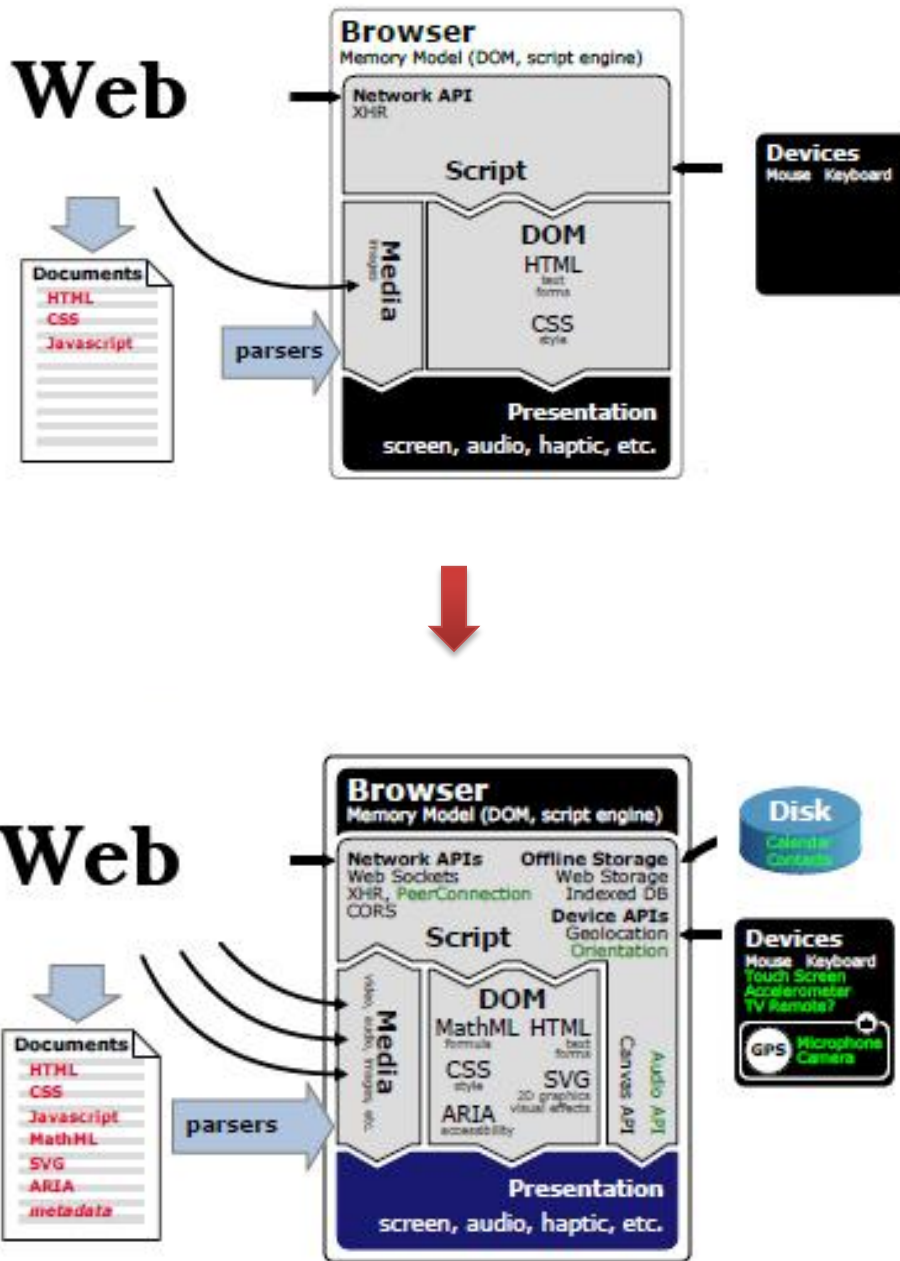 Web
Browser
Memory Model (DOM, script engine)
Network API
XHR
Script
Devices
Mouse Keyboard
Documents
HTML
CSS
Javascript
parsers
Media
images
DOM
HTML
text
forms
CSS
style
Presentation
screen, audio, haptic, etc.
Web
Browser
Memory Model (DOM, script engine)
Network APIs
Web Sockets
XHR, PeerConnection
CORS
Offline Storage
Web Storage
Indexed DB
Device APIs
Geolocation
Orientation
Script
Disk
Calendar
Contacts
Devices
Mouse Keyboard
Touch Screen
Accelerometer
TV Remote?
GPS
Microphone
Camera
Documents
HTML
CSS
Javascript
MathML
SVG
ARIA
metadata
parsers
Media
video, audio, images, etc.
DOM
MathML HTML
formula text
forms
CSS
style
SVG
2D graphics
visual effects
ARIA
accessibility
Canvas API
Audio API
Presentation
screen, audio, haptic, etc.